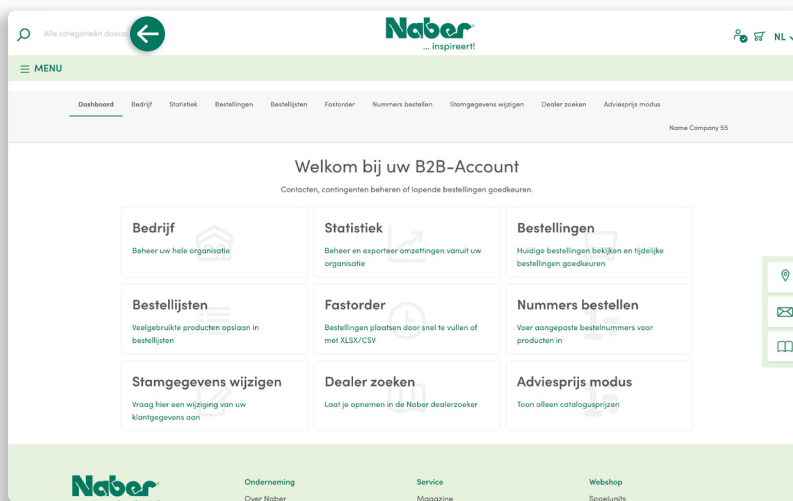 Alle categorieën
Naber
... inspireert!
NL
MENU
Dashboard Bedrijf Statistiek Bestellingen Bestellijsten Fastorder Nummers bestellen Stamgegevens wijzigen Dealer zoeken Adviesprijs modus
Name Company 55
Welkom bij uw B2B-Account
Contacten, contingenten beheren of lopende bestellingen goedkeuren.
Bedrijf
Beheer uw hele organisatie
Statistiek
Beheer en exporteer omzettingen vanuit uw
organisatie
Bestellingen
Huidige bestellingen bekijken en tijdelijke
bestellingen goedkeuren
Bestellijsten
Veelgebruikte producten opslaan in
bestellijsten
Fastorder
Bestellingen plaatsen door snel te vullen of
met XLSX/CSV
Nummers bestellen
Voer aangepaste bestelnummers voor
producten in
Stamgegevens wijzigen
Vraag hier een wijziging van uw
klantgegevens aan
Dealer zoeken
Laat je opnemen in de Naber dealerzoeker
Adviesprijs modus
Toon alleen catalogusprijzen
Naber
Onderneming
Over Naber
Service
Magazine
Webshop
Spoelunits